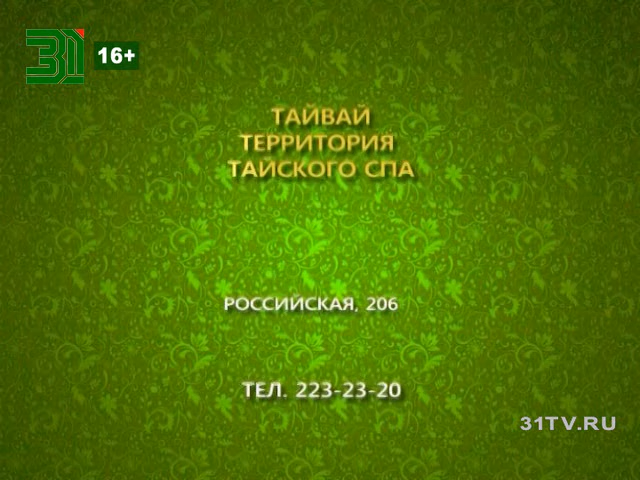 31 16+
ТАЙВАЙ
ТЕРРИТОРИЯ
ТАЙСКОГО СПА
РОССИЙСКАЯ, 206
ТЕЛ. 223-23-20
31TV.RU